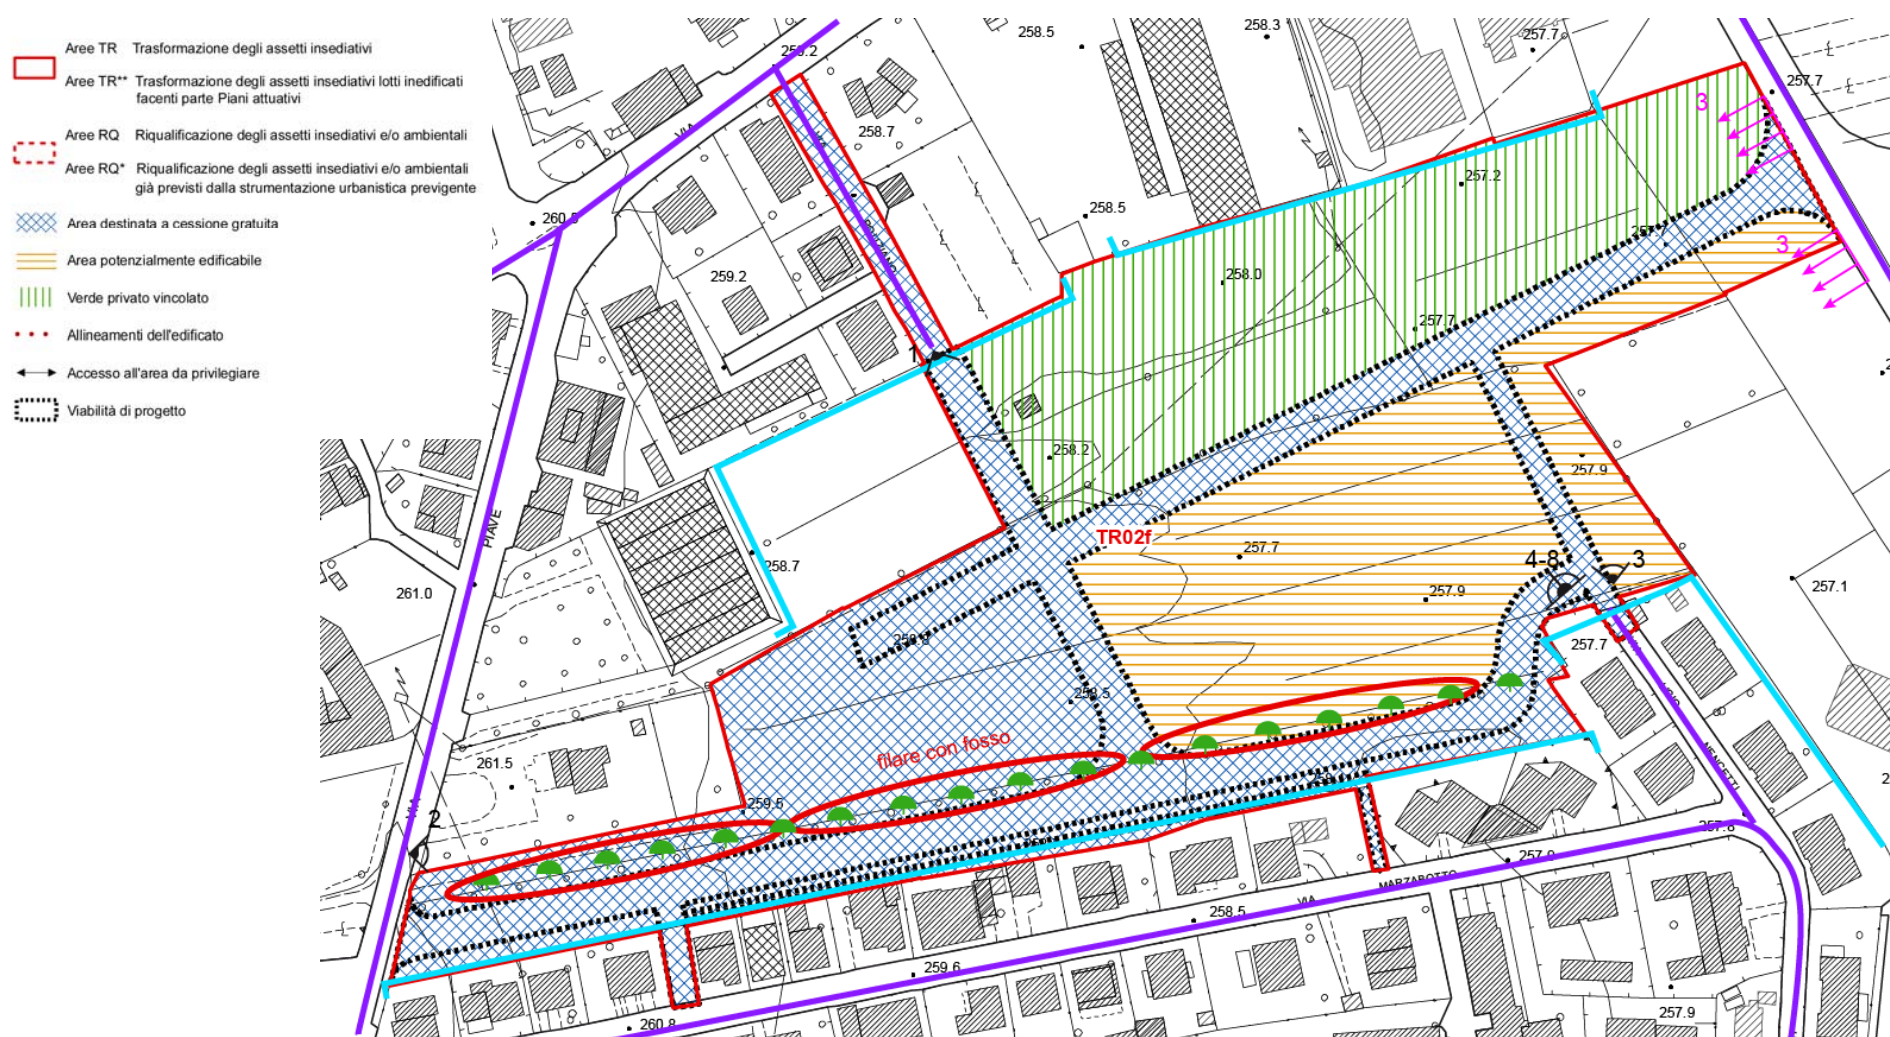 Aree TR Trasformazione degli assetti insediativi
Aree TR** Trasformazione degli assetti insediativi lotti inedificati
facenti parte Piani attuativi
Aree RQ Riqualificazione degli assetti insediativi e/o ambientali
Aree RQ* Riqualificazione degli assetti insediativi e/o ambientali
già previsti dalla strumentazione urbanistica previgente
Area destinata a cessione gratuita
Area potenzialmente edificabile
Verde privato vincolato
Allineamenti dell'edificato
Accesso all'area da privilegiare
Viabilità di progetto
258.5
258.3
257.7
259.2
257.7
3
258.7
VIA
257.2
258.5
260.5
3
259.2
258.0
257.7
1
258.2
257.9
PIAVE
TR02f
257.7
4-8
3
258.7
261.0
257.9
257.1
257.7
258.5
filare con fosso
261.5
NENCETTI
259.5
VIA
2
257.8
257.9
MARZABOTTO
VIA
258.5
259.6
257.9
260.8